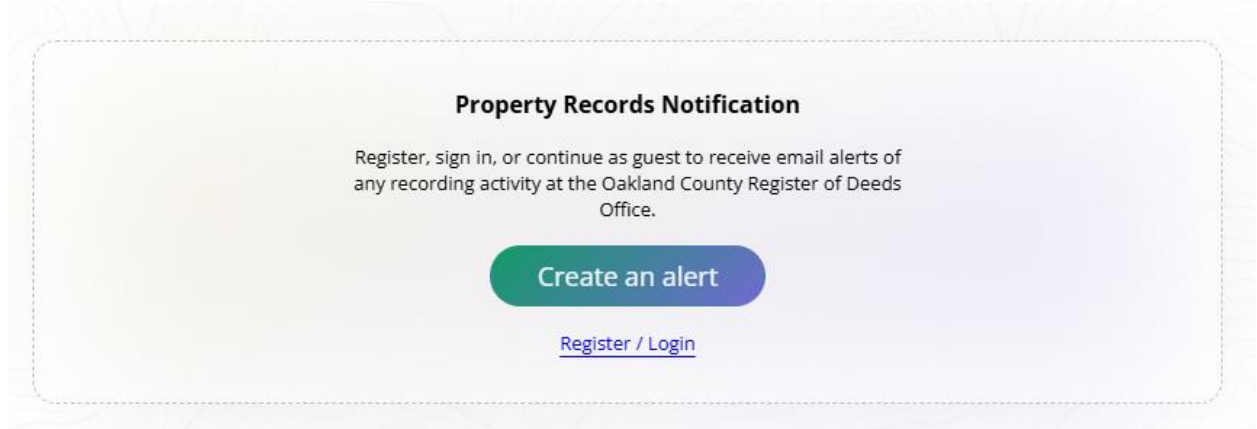 Property Records Notification
Register, sign in, or continue as guest to receive email alerts of
any recording activity at the Oakland County Register of Deeds
Office.
Create an alert
Register / Login